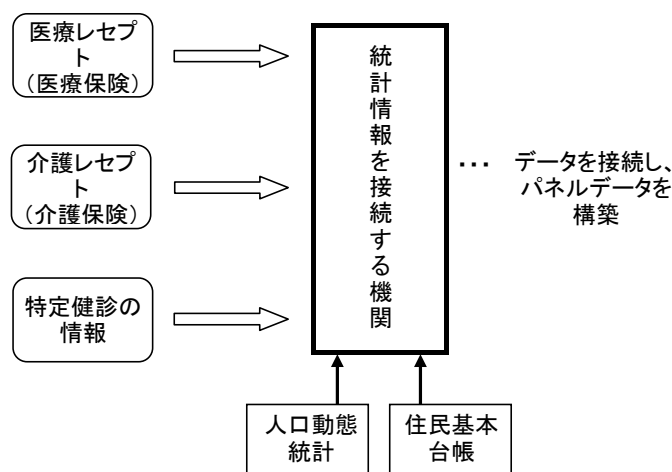 医療レセプ
ト
（医療保険）
介護レセプ
ト
（介護保険）
特定健診の
情報
統計情報を接続する機関
・・・ データを接続し、
パネルデータを
構築
人口動態
統計
住民基本
台帳